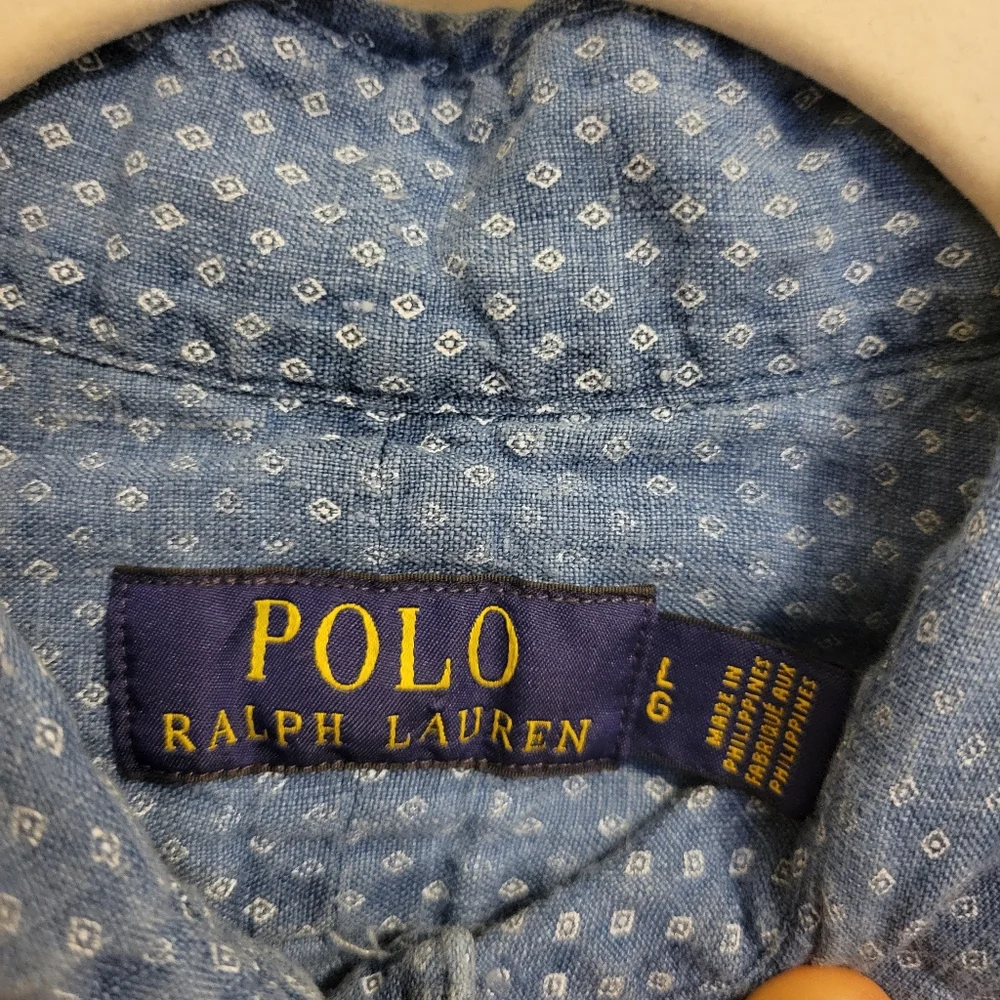 POLO
RALPH LAUREN
L
G
MADE IN
PHILIPPINES
FABRIQUÉ AUX
PHILIPPINES